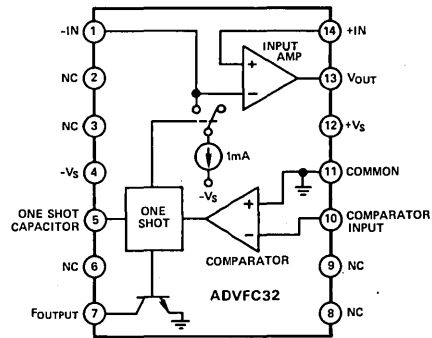 -IN
1
14
+IN
INPUT
AMP
+
−
NC
2
13
VOUT
NC
3
12
+VS
1mA
-VS
4
11
COMMON
-VS
ONE SHOT
CAPACITOR
5
ONE
SHOT
+
−
10
COMPARATOR
INPUT
COMPARATOR
NC
6
9
NC
ADVFC32
FOUTPUT
7
8
NC